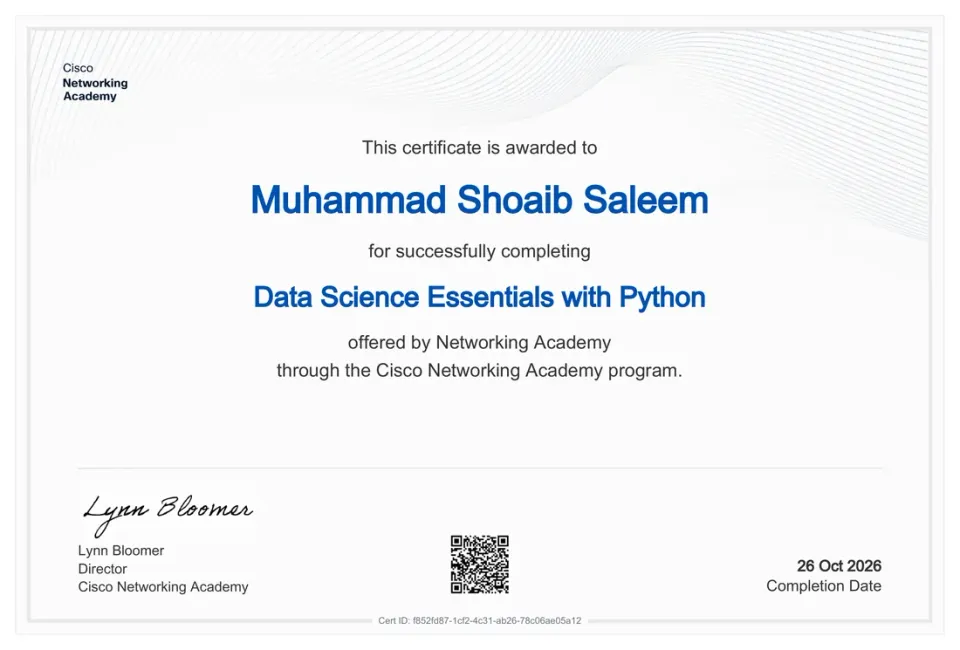 Cisco
Networking
Academy
This certificate is awarded to
Muhammad Shoaib Saleem
for successfully completing
Data Science Essentials with Python
offered by Networking Academy
through the Cisco Networking Academy program.
Lynn Bloomer
Lynn Bloomer
Director
Cisco Networking Academy
26 Oct 2026
Completion Date
Cert ID: f852fd87-1cf2-4c31-ab26-78c06ae05a12